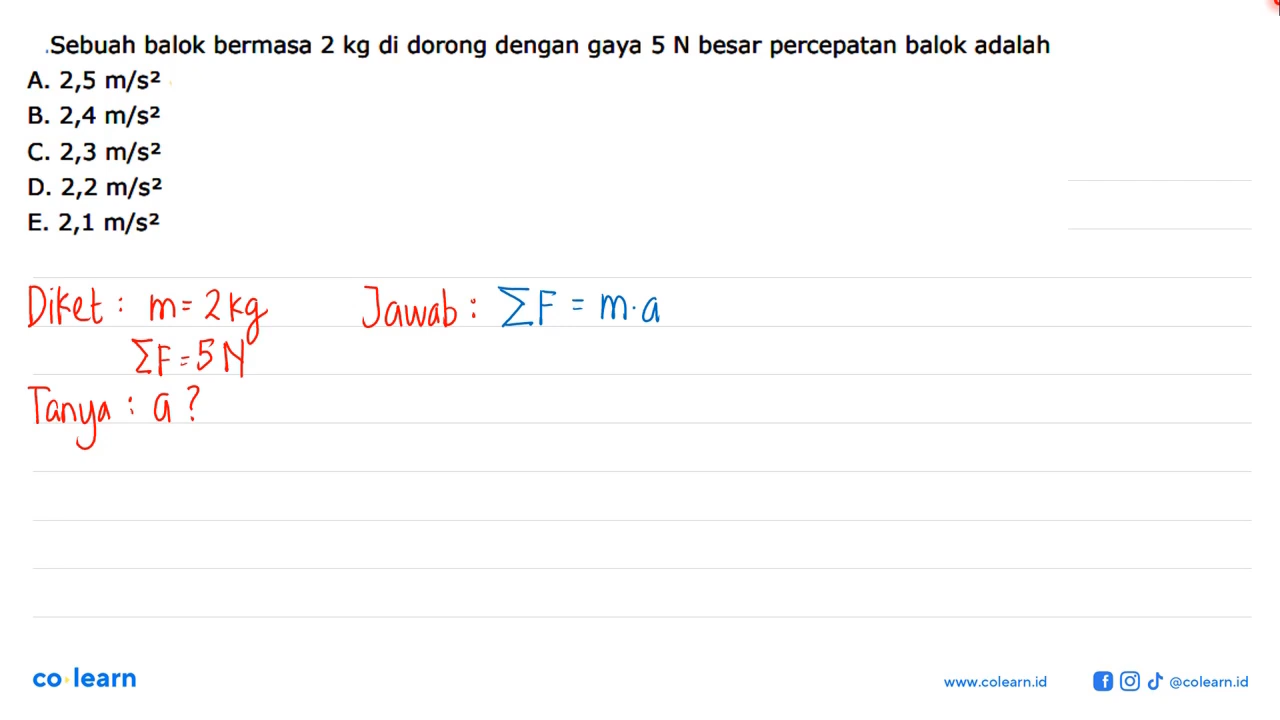 .Sebuah balok bermasa 2 kg di dorong dengan gaya 5 N besar percepatan balok adalah
A. 2,5 m/s²
B. 2,4 m/s²
C. 2,3 m/s²
D. 2,2 m/s²
E. 2,1 m/s²
Diket : m = 2 kg
ΣF = 5 N
Tanya : a ?
Jawab : ΣF = m · a
co learn
www.colearn.id
@colearn.id